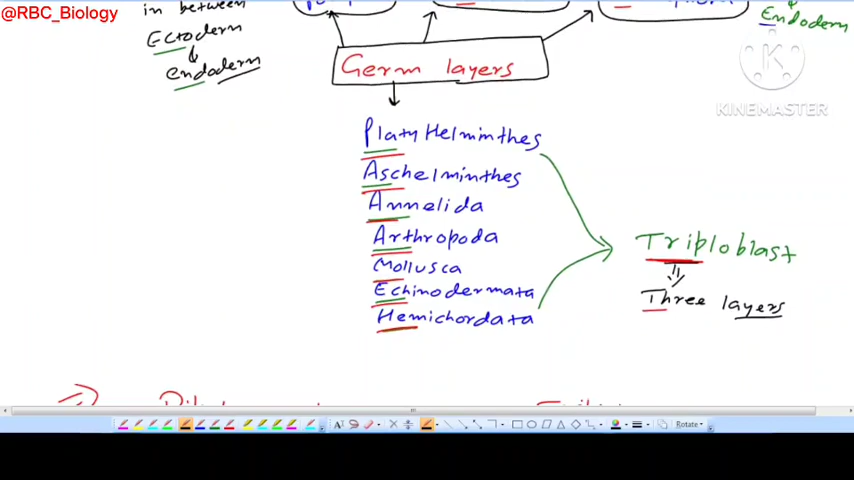 in between
@RBC_Biology
Ectoderm
endoderm
Endoderm
Germ layers
KINEMASTER
PlatyHelminthes
Aschelminthes
Annelida
Arthropoda
Mollusca
Echinodermata
Hemichordata
Triploblast
Three layers
Rotate